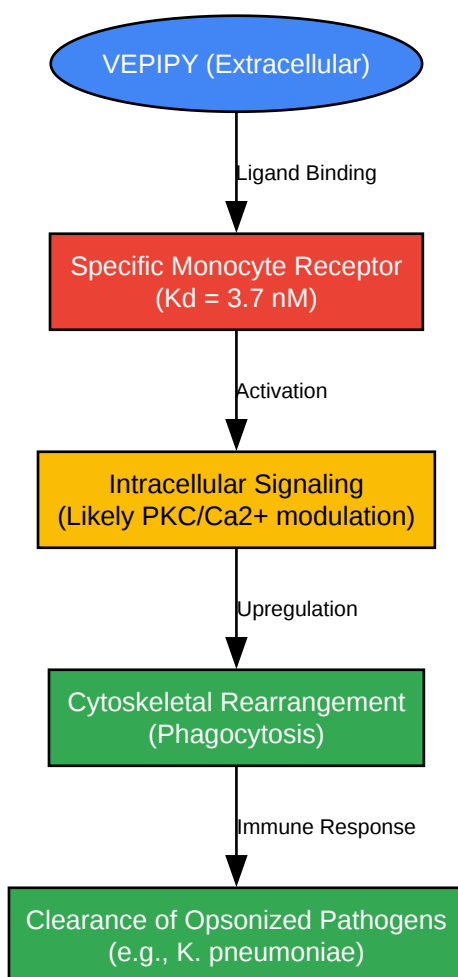 VEPIPY (Extracellular)
Ligand Binding
Specific Monocyte Receptor
(Kd = 3.7 nM)
Activation
Intracellular Signaling
(Likely PKC/Ca2+ modulation)
Upregulation
Cytoskeletal Rearrangement
(Phagocytosis)
Immune Response
Clearance of Opsonized Pathogens
(e.g., K. pneumoniae)